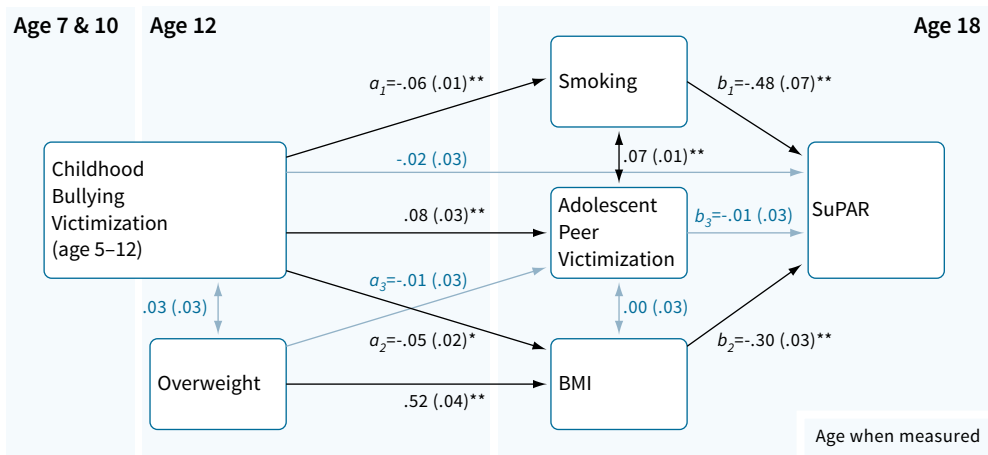 Age 7 & 10
Age 12
Age 18
Smoking
a1=-.06 (.01)**
b1=-.48 (.07)**
Childhood
Bullying
Victimization
(age 5–12)
-.02 (.03)
.07 (.01)**
.08 (.03)**
Adolescent
Peer
Victimization
b3=-.01 (.03)
SuPAR
.03 (.03)
a3=-.01 (.03)
.00 (.03)
a2=-.05 (.02)*
b2=-.30 (.03)**
Overweight
.52 (.04)**
BMI
Age when measured